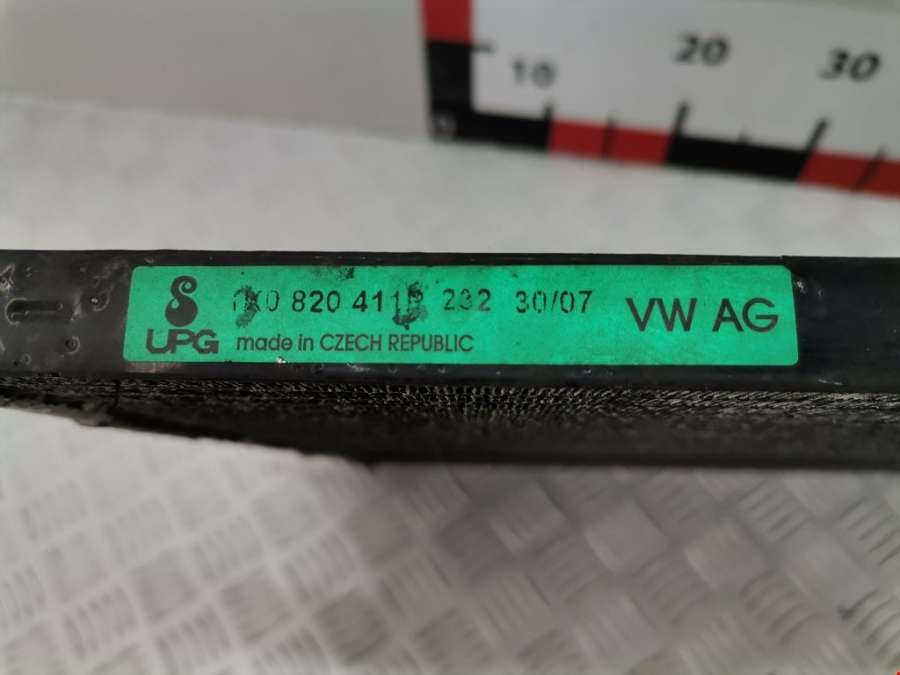 10 20 30
820 411 232 30/07 VW AG
UPG made in CZECH REPUBLIC